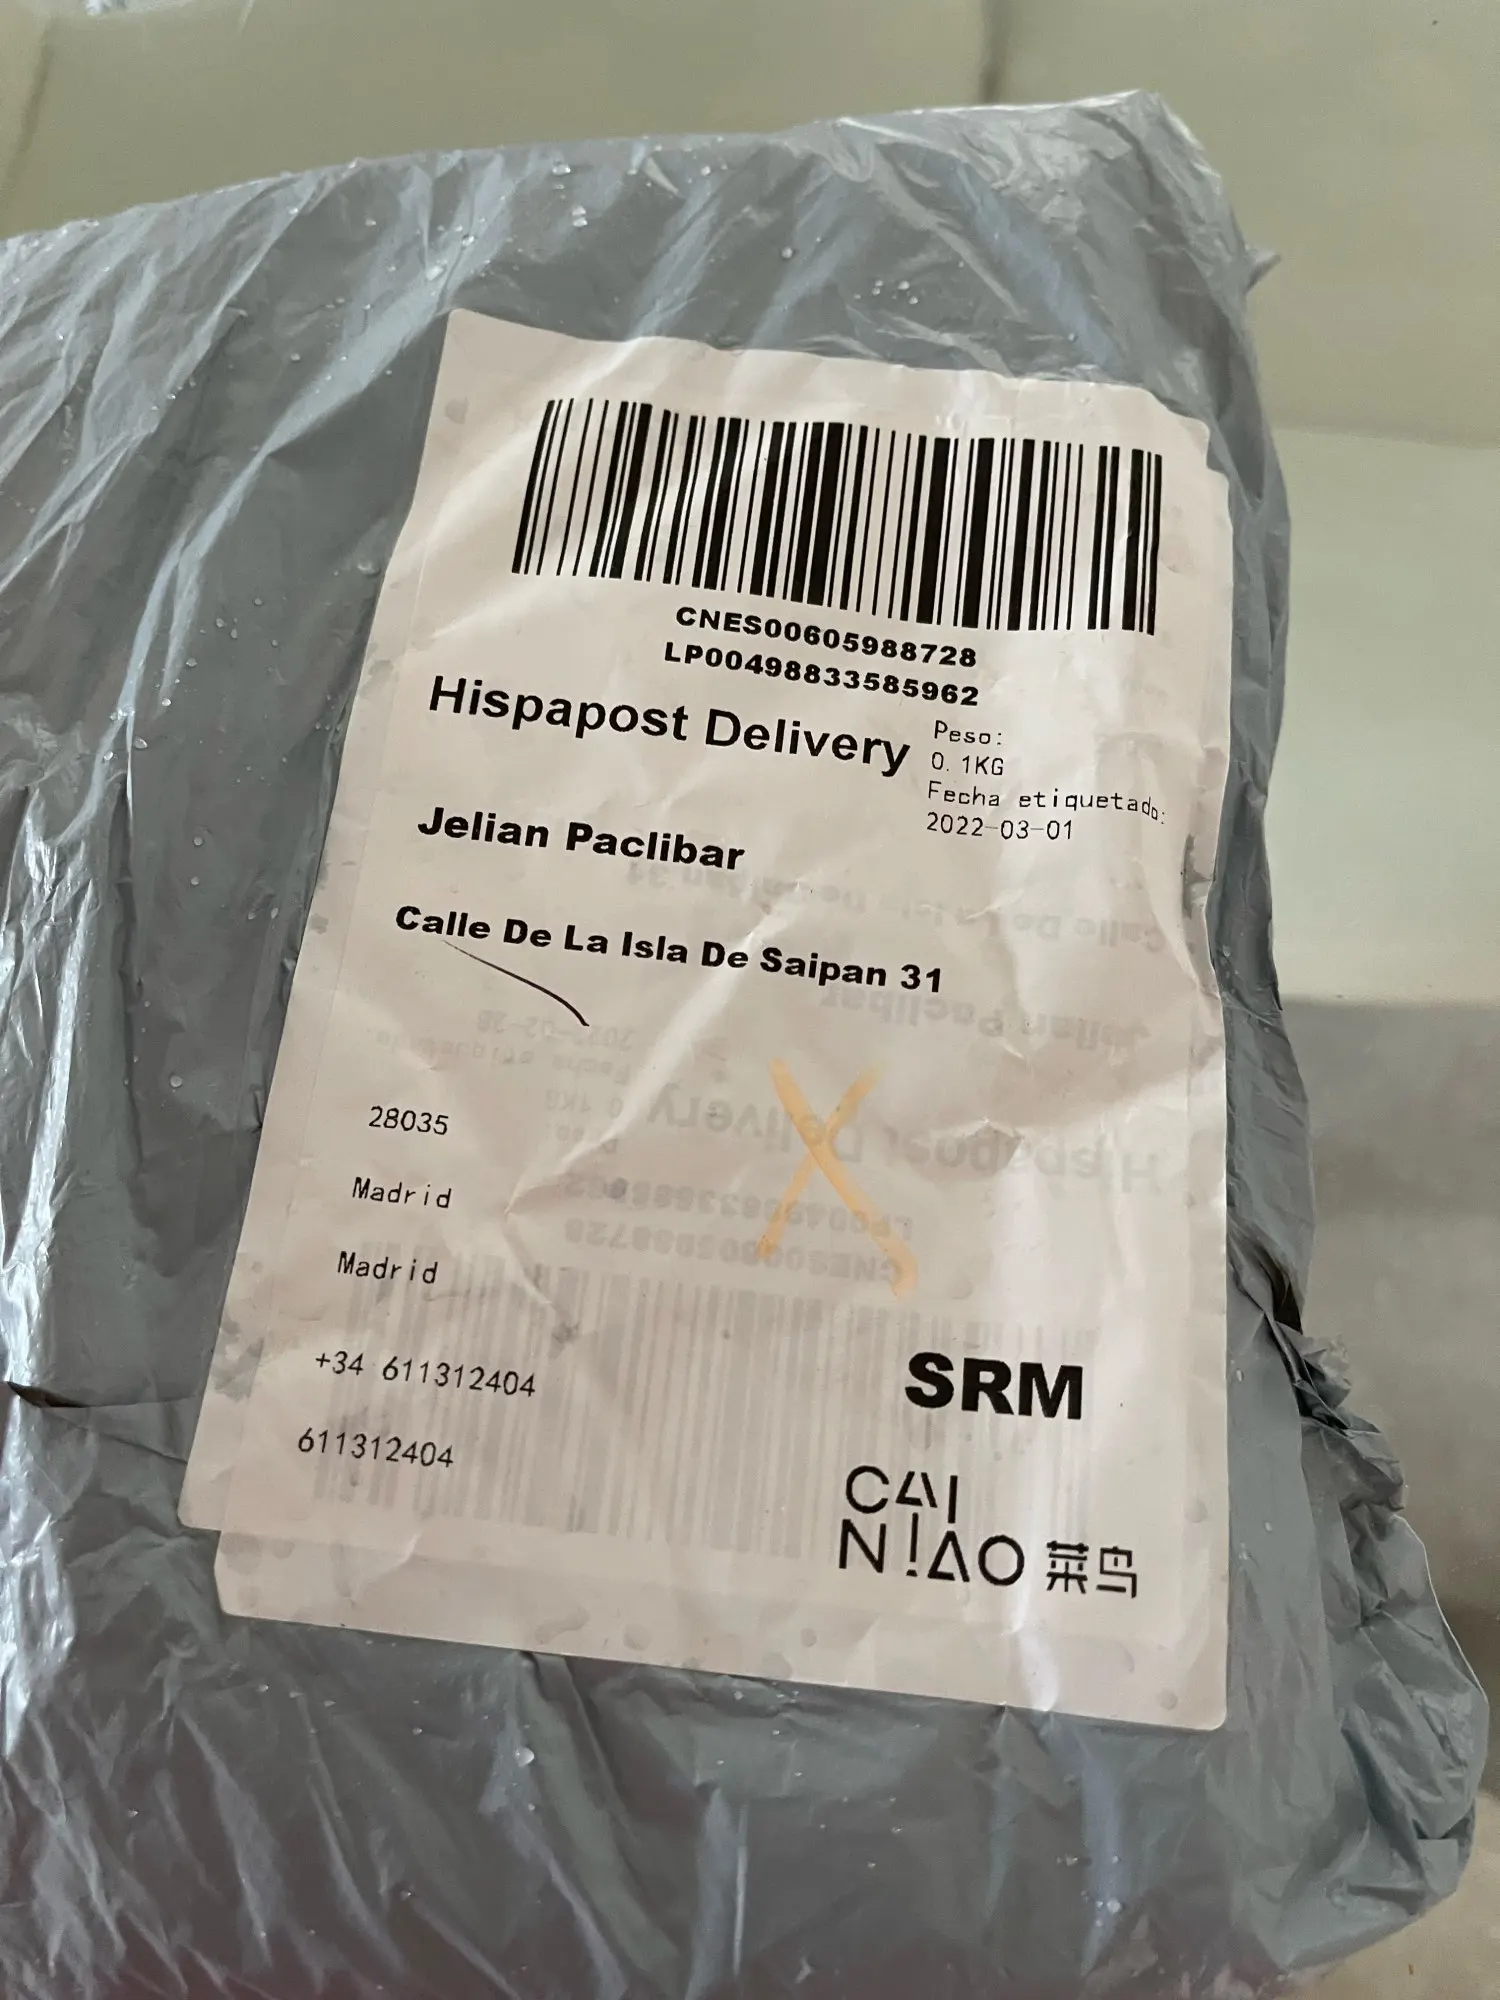 CNES00605988728
LP00498833585962
Hispapost Delivery
Peso:
0.1KG
Fecha etiquetado:
2022-03-01
Jelian Paclibar
Calle De La Isla De Saipan 31
28035
Madrid
Madrid
+34 611312404
611312404
SRM
CAI
NIAO 菜鸟